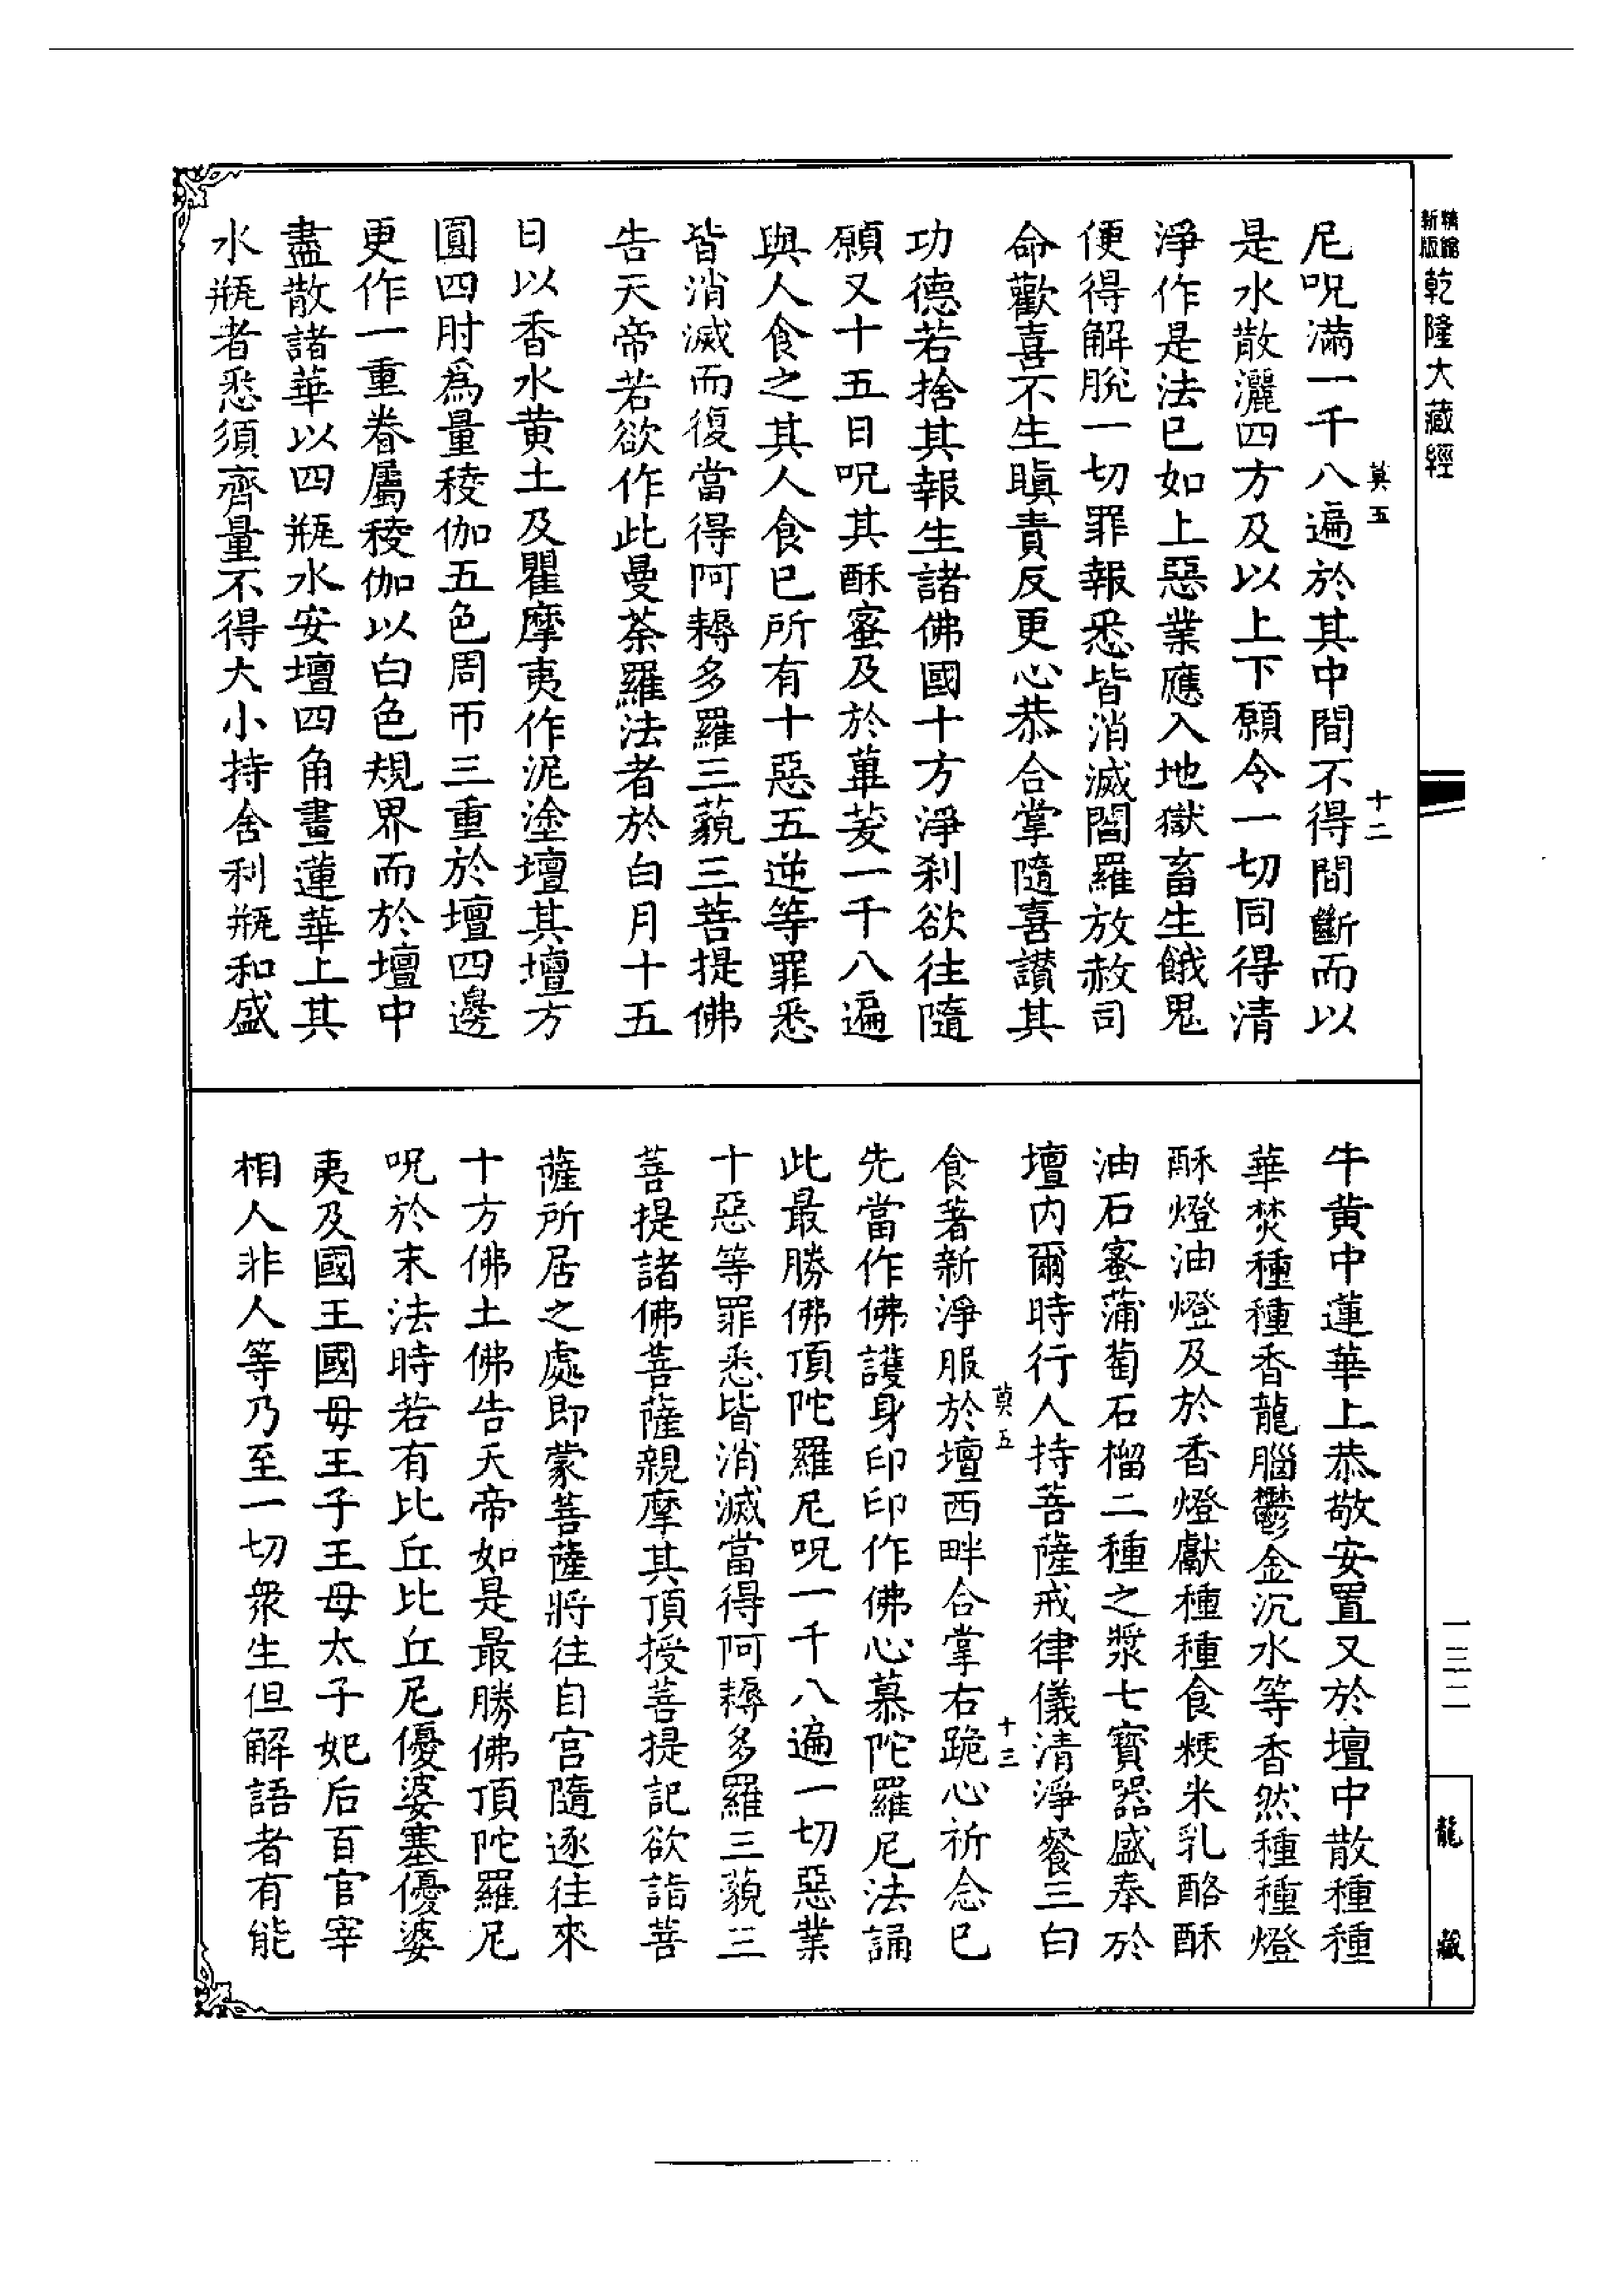 精縮新版乾隆大藏經
莫五 十二
尼呪滿一千八遍於其中間不得間斷而以
是水散灑四方及以上下願令一切同得清
淨作是法已如上惡業應入地獄畜生餓鬼
便得解脫一切罪報悉皆消滅閻羅放赦司
命歡喜不生瞋責反更心恭合掌隨喜讚其
功德若捨其報生諸佛國十方淨剎欲往隨
願又十五日呪其酥蜜及於蓽茇一千八遍
與人食之其人食已所有十惡五逆等罪悉
皆消滅而復當得阿耨多羅三藐三菩提佛
告天帝若欲作此曼荼羅法者於白月十五
日以香水黄土及瞿摩夷作泥塗壇其壇方
圓四肘爲量稜伽五色周帀三重於壇四邊
更作一重眷屬稜伽以白色規界而於壇中
盡散諸華以四瓶水安壇四角畫蓮華上其
水瓶者悉須齊量不得大小持舍利瓶和盛
牛黄中蓮華上恭敬安置又於壇中散種種
華焚種種香龍腦鬱金沉水等香然種種燈
酥燈油燈及於香燈獻種種食粳米乳酪酥
油石蜜蒲萄石榴二種之漿七寶器盛奉於
壇内爾時行人持菩薩戒律儀清淨餐三白
莫五 十三
食著新淨服於壇西畔合掌右跪心祈念已
先當作佛護身印印作佛心慕陀羅尼法誦
此最勝佛頂陀羅尼呪一千八遍一切惡業
十惡等罪悉皆消滅當得阿耨多羅三藐三
菩提諸佛菩薩親摩其頂授菩提記欲詣菩
薩所居之處即蒙菩薩將往自宫隨逐往來
十方佛土佛告天帝如是最勝佛頂陀羅尼
呪於末法時若有比丘比丘尼優婆塞優婆
夷及國王國母王子王母太子妃后百官宰
相人非人等乃至一切衆生但解語者有能
一三二
龍藏